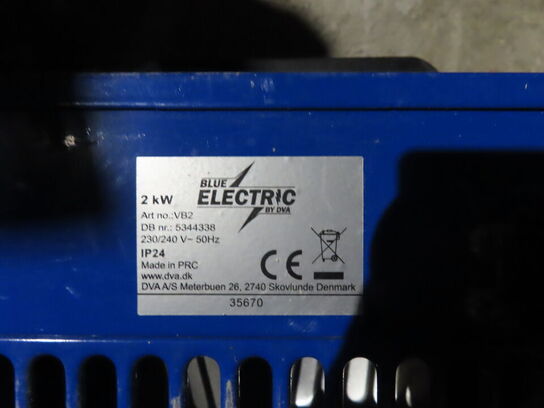 BLUE
ELECTRIC
BY DVA
2 kW
Art no.:VB2
DB nr.: 5344338
230/240 V~ 50Hz
IP24
Made in PRC
www.dva.dk
CE
DVA A/S Meterbuen 26, 2740 Skovlunde Denmark
35670